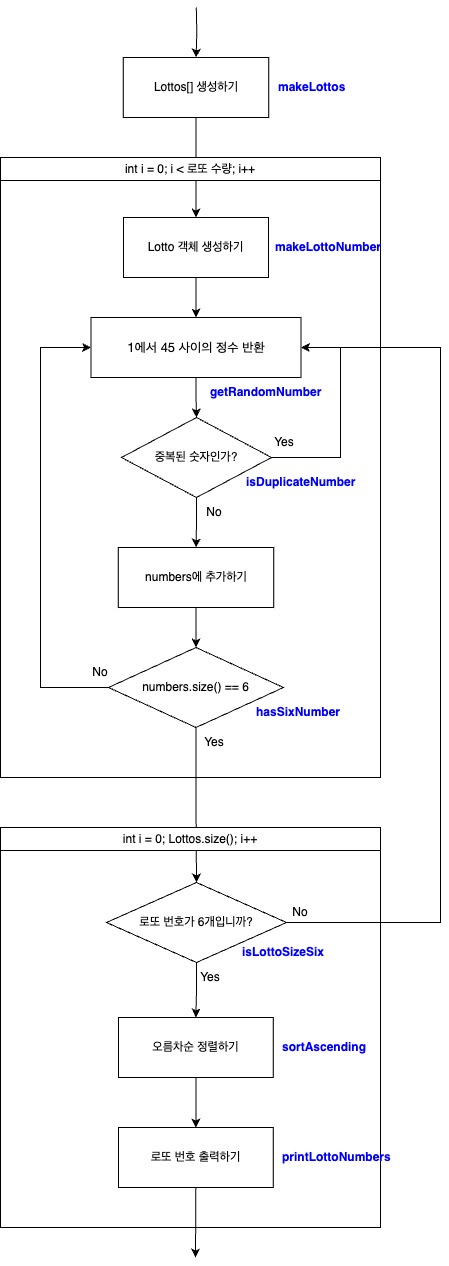 Lottos[] 생성하기
makeLottos
int i = 0; i < 로또 수량; i++
Lotto 객체 생성하기
makeLottoNumber
1에서 45 사이의 정수 반환
getRandomNumber
중복된 숫자인가?
Yes
isDuplicateNumber
No
numbers에 추가하기
numbers.size() == 6
No
hasSixNumber
Yes
int i = 0; Lottos.size(); i++
로또 번호가 6개입니까?
No
isLottoSizeSix
Yes
오름차순 정렬하기
sortAscending
로또 번호 출력하기
printLottoNumbers